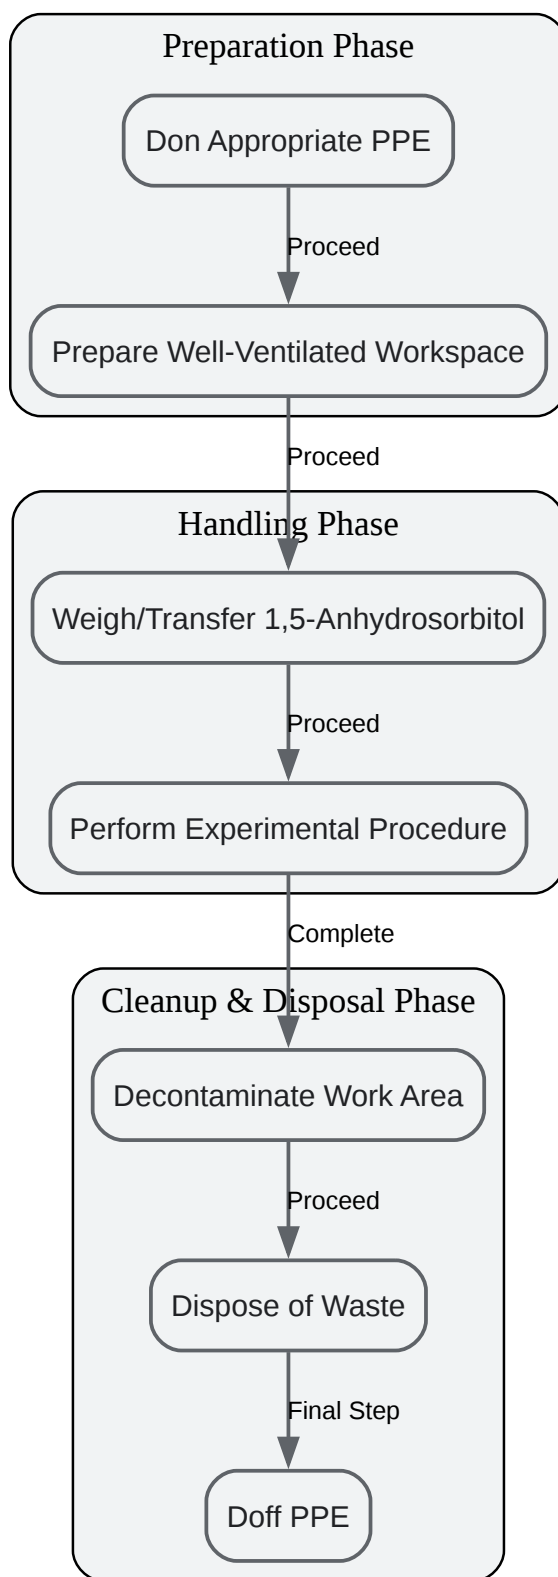 Preparation Phase
Don Appropriate PPE
Proceed
Prepare Well-Ventilated Workspace
Proceed
Handling Phase
Weigh/Transfer 1,5-Anhydrosorbitol
Proceed
Perform Experimental Procedure
Complete
Cleanup & Disposal Phase
Decontaminate Work Area
Proceed
Dispose of Waste
Final Step
Doff PPE